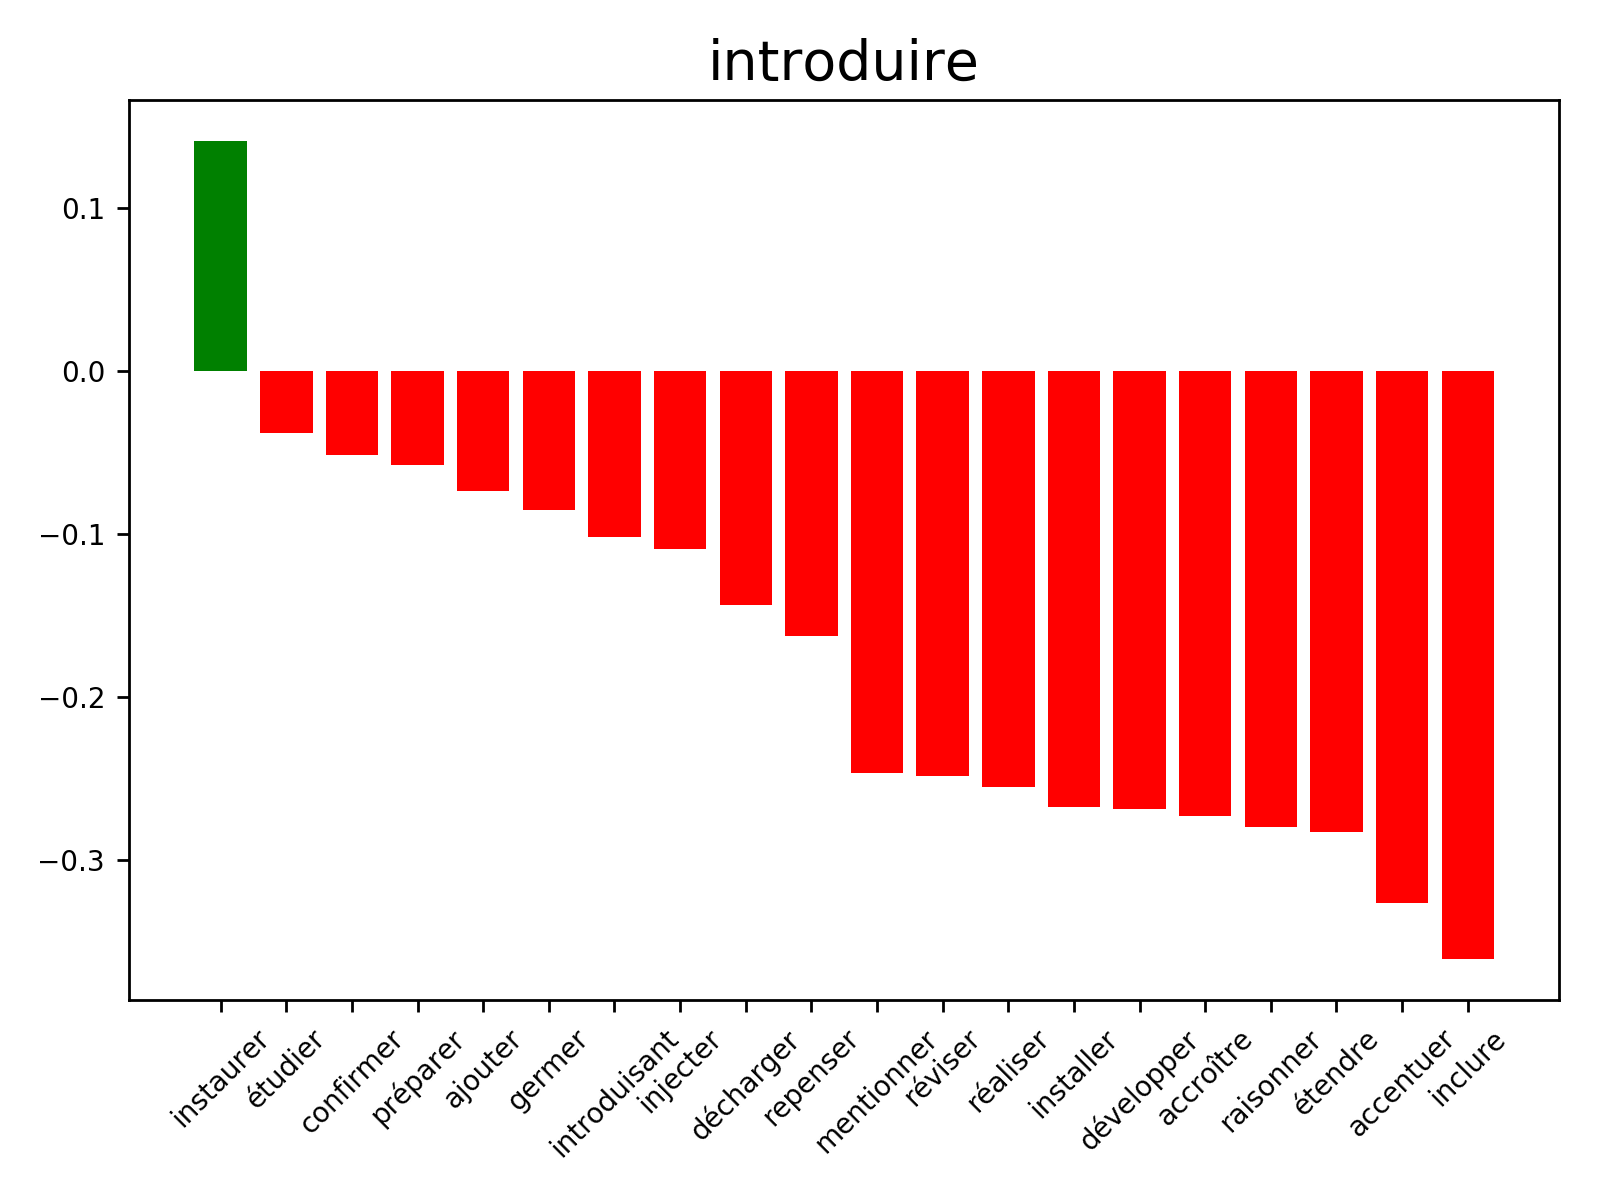 introduire
0.1
0.0
−0.1
−0.2
−0.3
instaurer
étudier
confirmer
préparer
ajouter
germer
introduisant
injecter
décharger
repenser
mentionner
réviser
réaliser
installer
développer
accroître
raisonner
étendre
accentuer
inclure